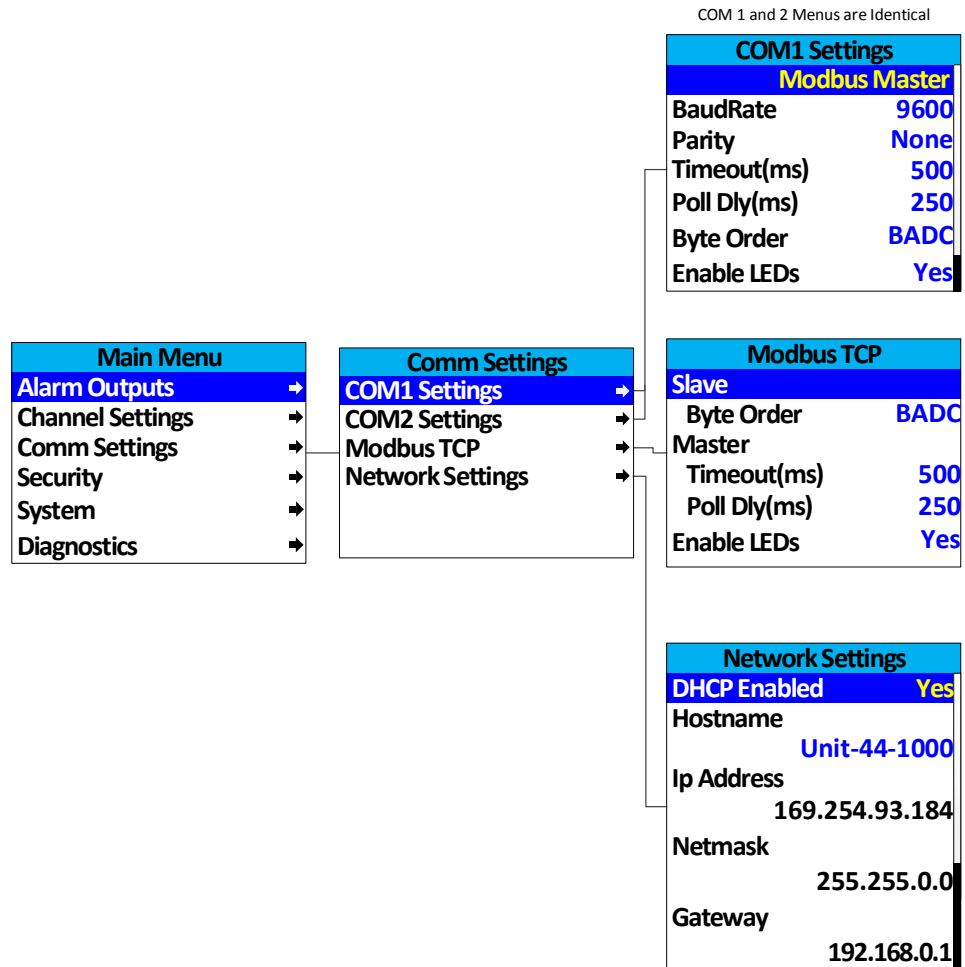 COM 1 and 2 Menus are Identical
COM1 Settings
Modbus Master
BaudRate 9600
Parity None
Timeout(ms) 500
Poll Dly(ms) 250
Byte Order BADC
Enable LEDs Yes
Main Menu
Alarm Outputs
Channel Settings
Comm Settings
Security
System
Diagnostics
Comm Settings
COM1 Settings
COM2 Settings
Modbus TCP
Network Settings
Modbus TCP
Slave
Byte Order BADC
Master
Timeout(ms) 500
Poll Dly(ms) 250
Enable LEDs Yes
Network Settings
DHCP Enabled Yes
Hostname
Unit-44-1000
Ip Address
169.254.93.184
Netmask
255.255.0.0
Gateway
192.168.0.1